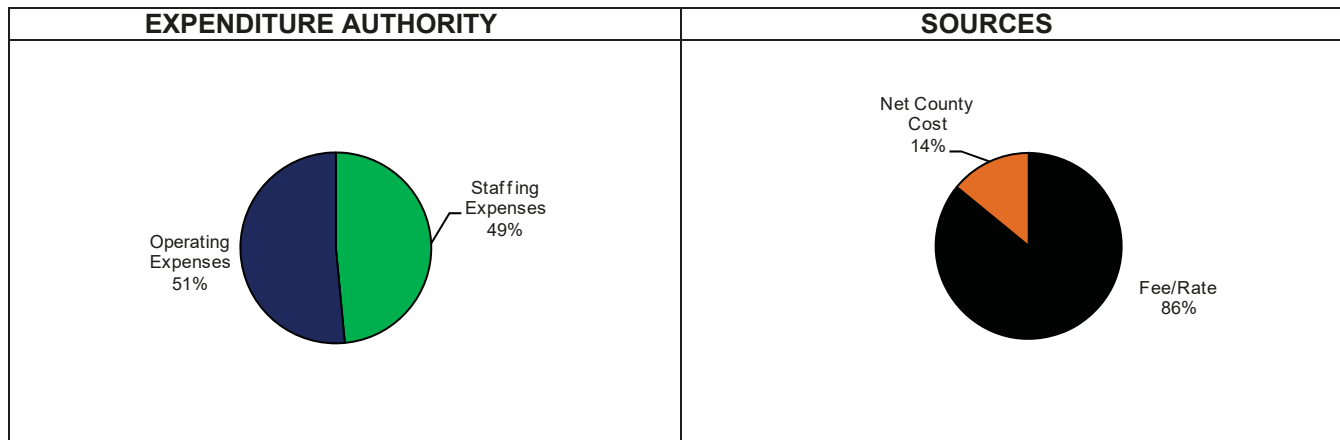 EXPENDITURE AUTHORITY
Operating
Expenses
51%
Staffing
Expenses
49%
SOURCES
Net County
Cost
14%
Fee/Rate
86%